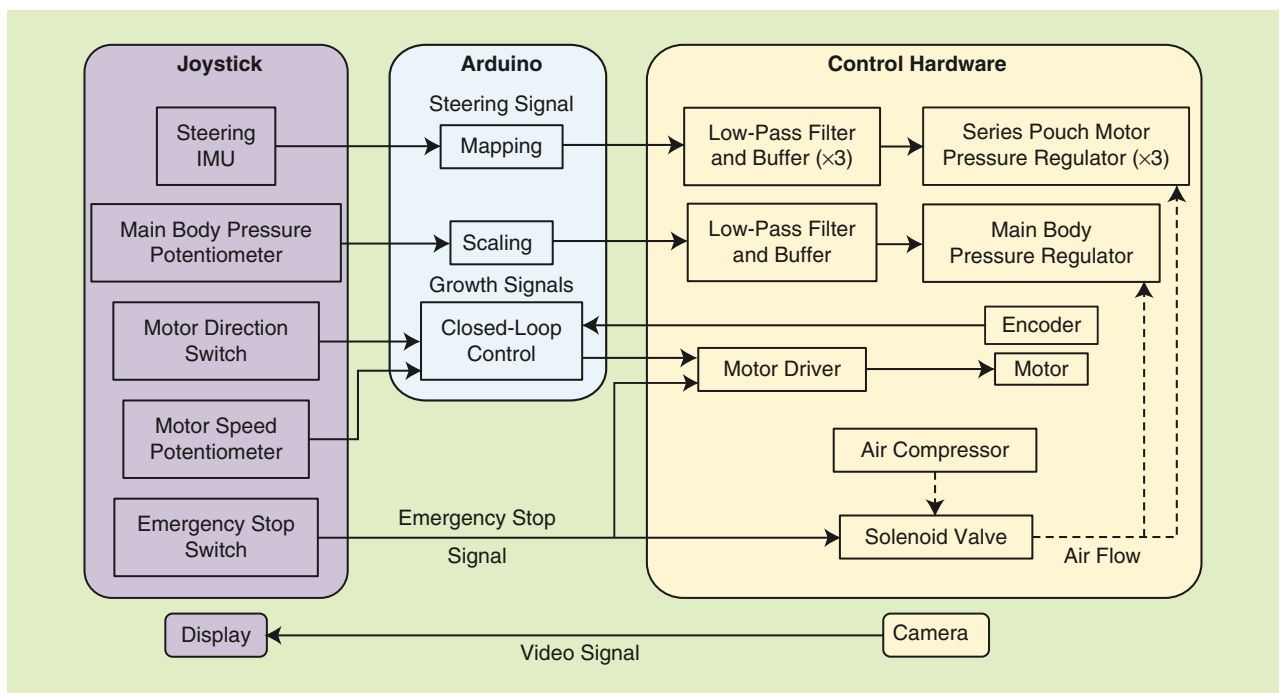 Joystick
Steering
IMU
Main Body Pressure
Potentiometer
Motor Direction
Switch
Motor Speed
Potentiometer
Emergency Stop
Switch
Arduino
Steering Signal
Mapping
Scaling
Growth Signals
Closed-Loop
Control
Emergency Stop
Signal
Control Hardware
Low-Pass Filter
and Buffer (×3)
Series Pouch Motor
Pressure Regulator (×3)
Low-Pass Filter
and Buffer
Main Body
Pressure Regulator
Encoder
Motor Driver
Motor
Air Compressor
Solenoid Valve
Air Flow
Display
Video Signal
Camera